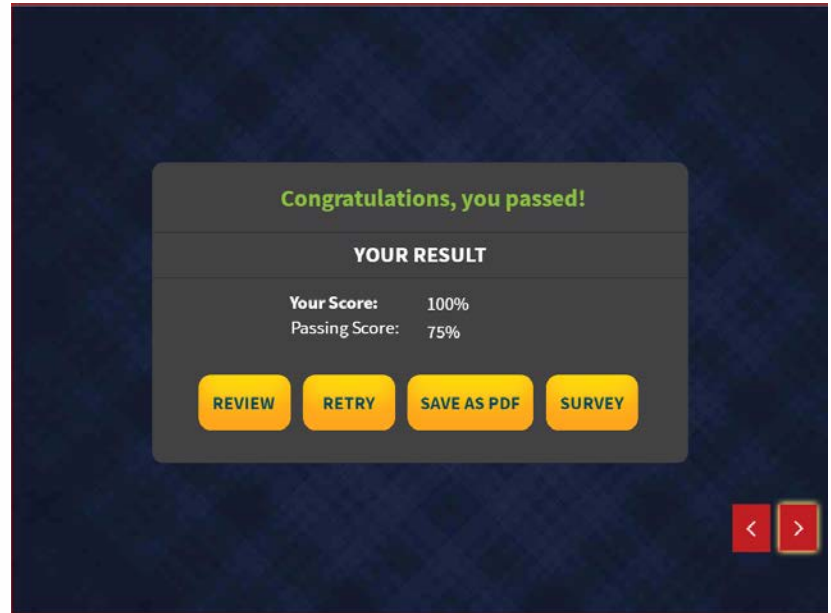 Congratulations, you passed!
YOUR RESULT
Your Score: 100%
Passing Score: 75%
REVIEW RETRY SAVE AS PDF SURVEY